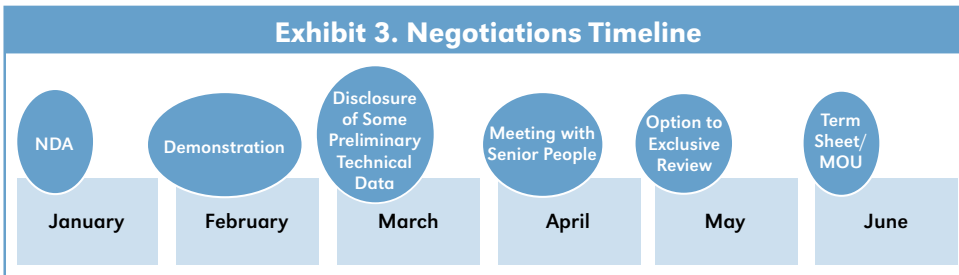 Exhibit 3. Negotiations Timeline
NDA
Demonstration
Disclosure
of Some
Preliminary
Technical
Data
Meeting with
Senior People
Option to
Exclusive
Review
Term
Sheet/
MOU
January
February
March
April
May
June